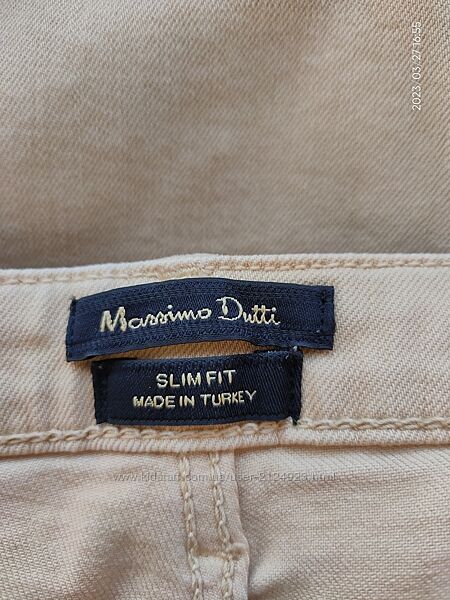 2023/03/27 16:55
Massimo Dutti
SLIM FIT
MADE IN TURKEY